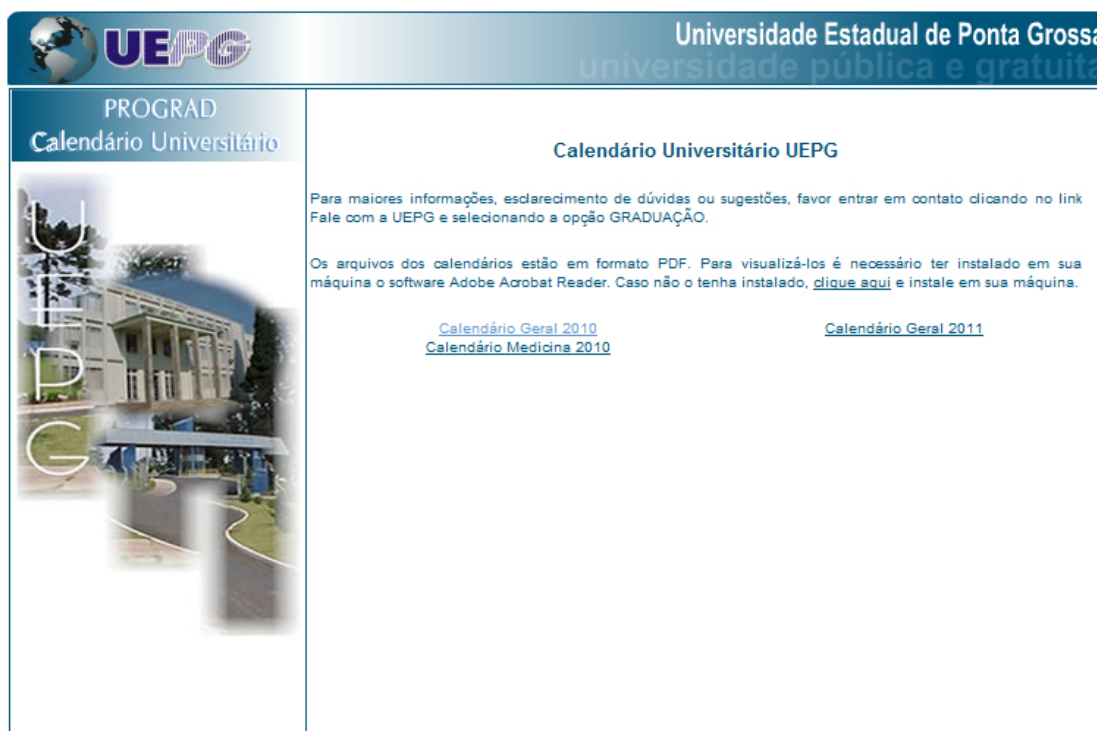 UEPG
Universidade Estadual de Ponta Grossa
universidade pública e gratuita
PROGRAD
Calendário Universitário
UEPG
Calendário Universitário UEPG
Para maiores informações, esclarecimento de dúvidas ou sugestões, favor entrar em contato clicando no link
Fale com a UEPG e selecionando a opção GRADUAÇÃO.
Os arquivos dos calendários estão em formato PDF. Para visualizá-los é necessário ter instalado em sua
máquina o software Adobe Acrobat Reader. Caso não o tenha instalado, clique aqui e instale em sua máquina.
Calendário Geral 2010 Calendário Geral 2011
Calendário Medicina 2010